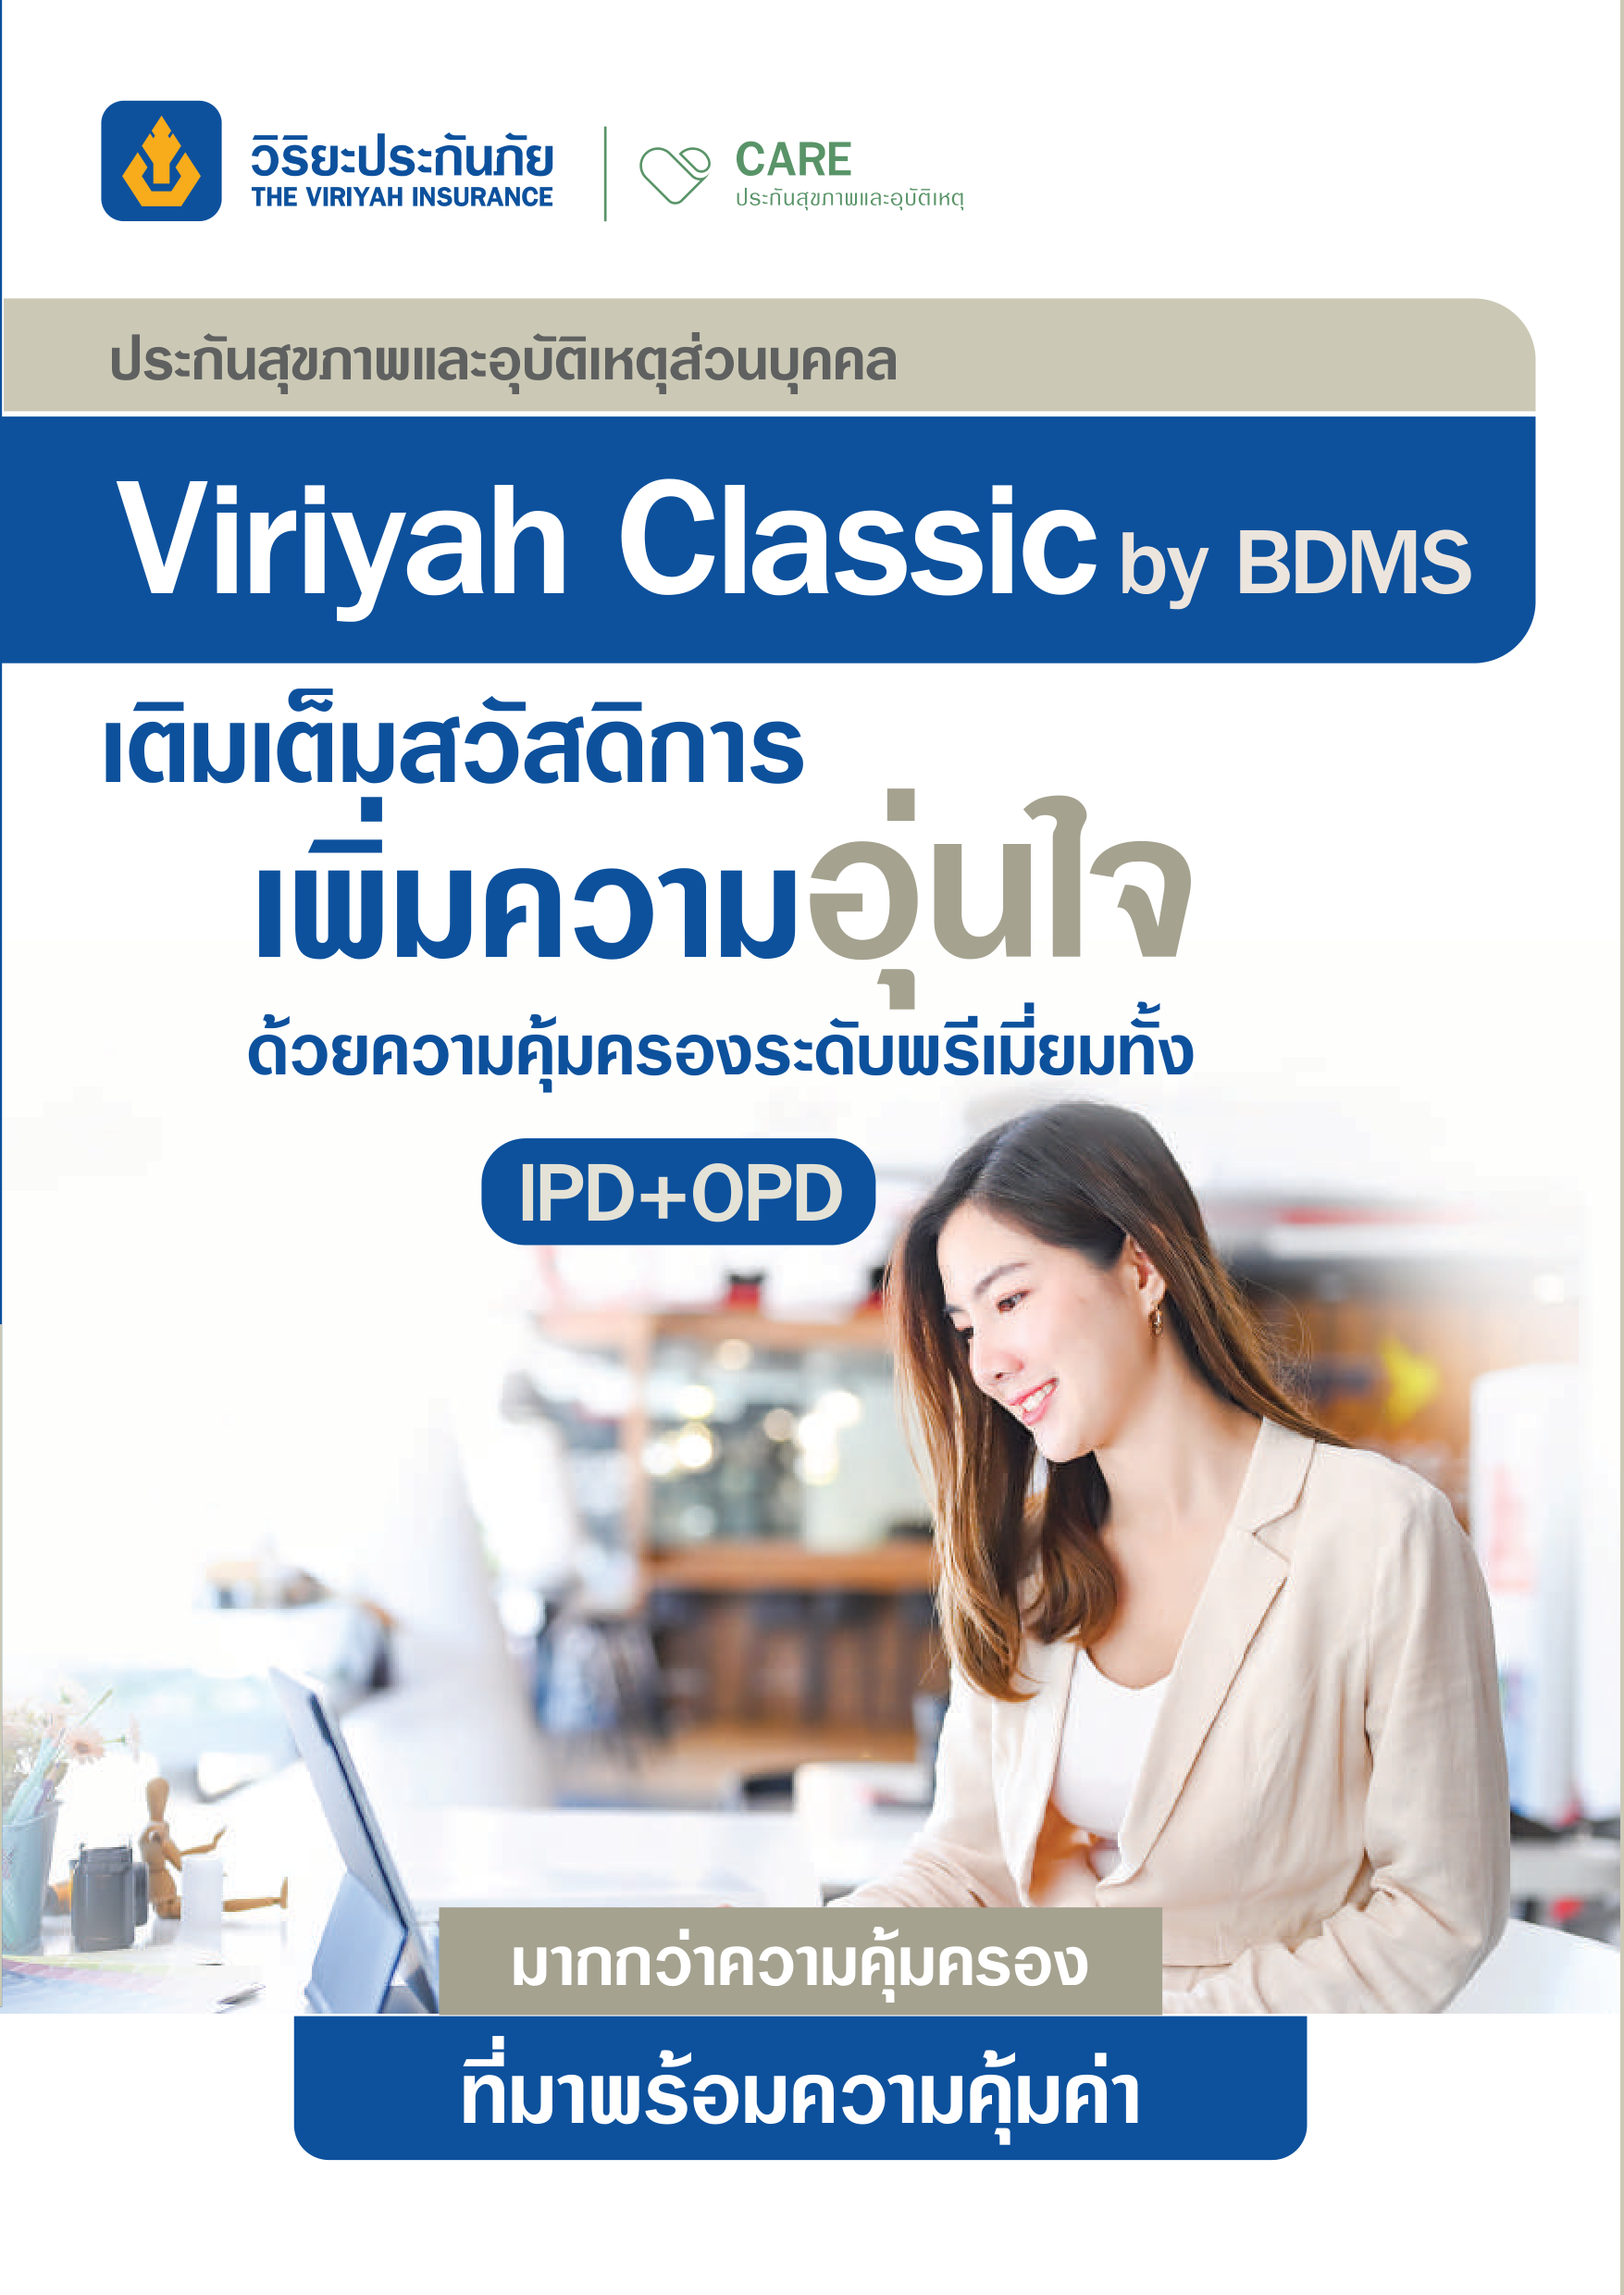 วิริยะประกันภัย
THE VIRIYAH INSURANCE
CARE
ประกันสุขภาพและอุบัติเหตุ
ประกันสุขภาพและอุบัติเหตุส่วนบุคคล
Viriyah Classic by BDMS
เติมเต็มสวัสดิการ
เพิ่มความอุ่นใจ
ด้วยความคุ้มครองระดับพรีเมี่ยมทั้ง
IPD+OPD
มากกว่าความคุ้มครอง
ที่มาพร้อมความคุ้มค่า